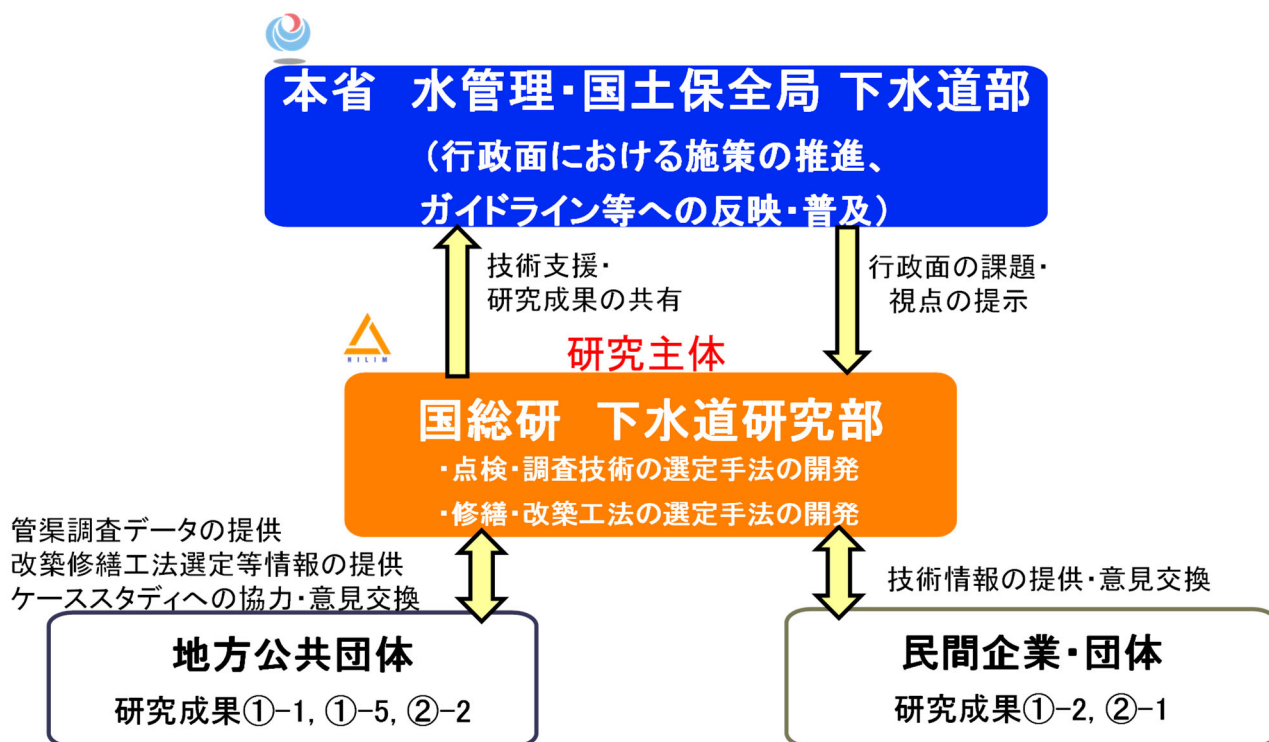 本省 水管理・国土保全局 下水道部
(行政面における施策の推進、
ガイドライン等への反映・普及)
技術支援・
研究成果の共有
行政面の課題・
視点の提示
NILIM
研究主体
国総研 下水道研究部
・点検・調査技術の選定手法の開発
・修繕・改築工法の選定手法の開発
管渠調査データの提供
改築修繕工法選定等情報の提供
ケーススタディへの協力・意見交換
技術情報の提供・意見交換
地方公共団体
研究成果①-1, ①-5, ②-2
民間企業・団体
研究成果①-2, ②-1